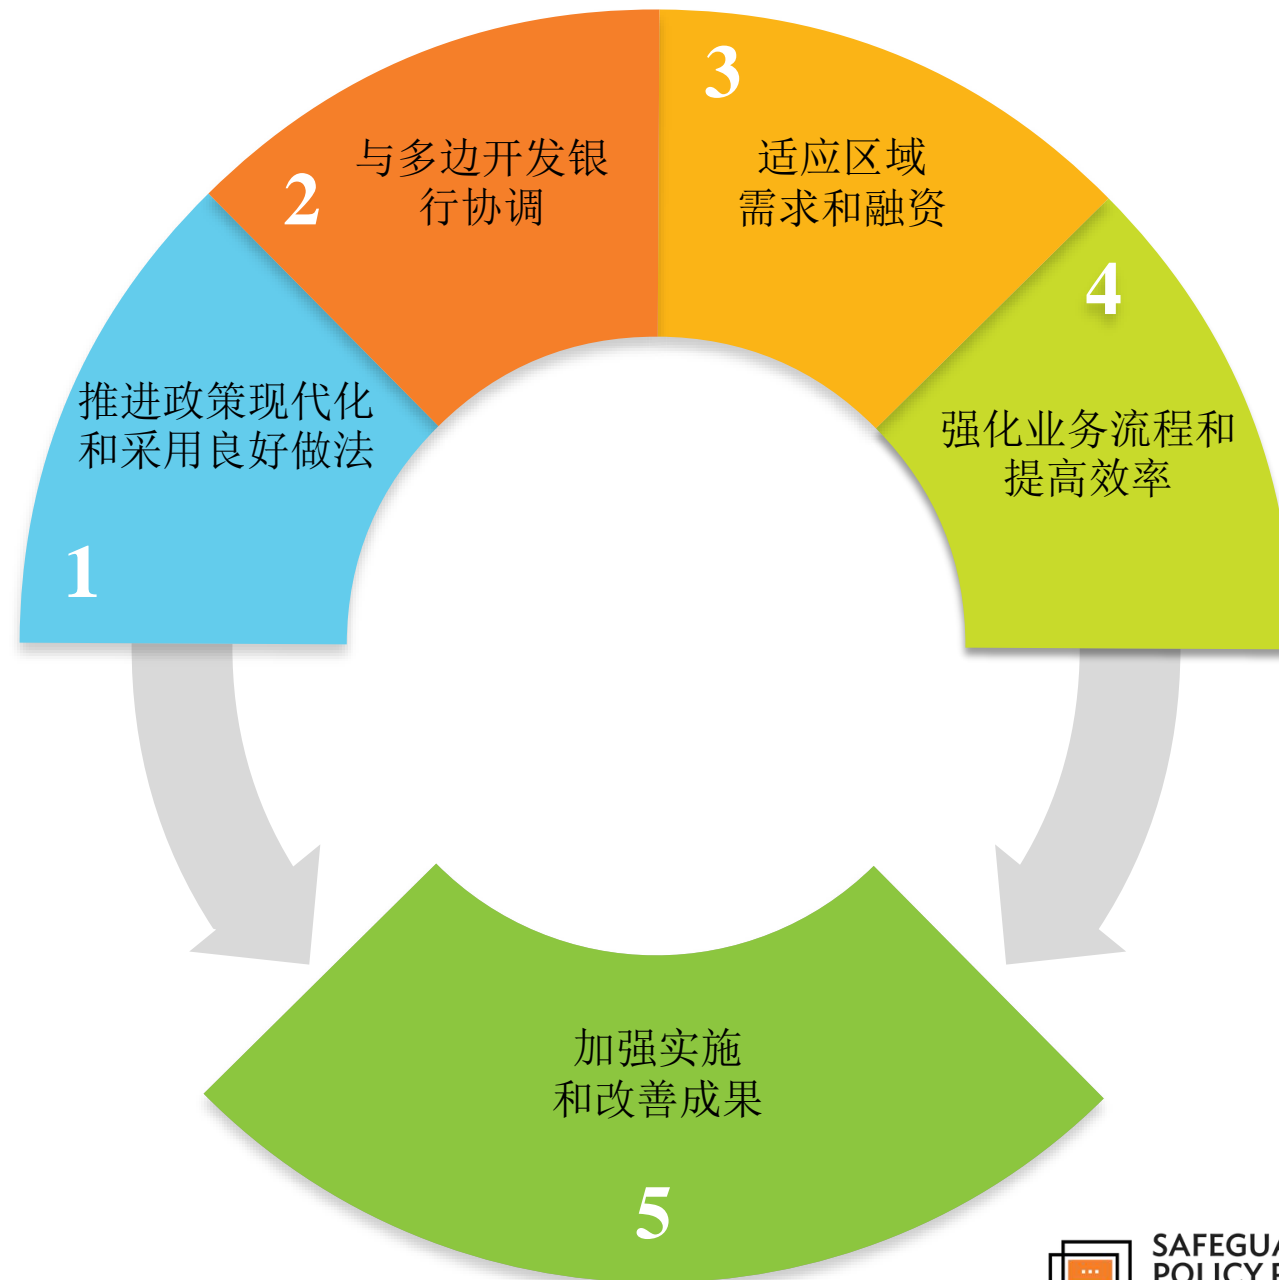 1
推进政策现代化
和采用良好做法
2
与多边开发银
行协调
3
适应区域
需求和融资
4
强化业务流程和
提高效率
加强实施
和改善成果
5
POLICY